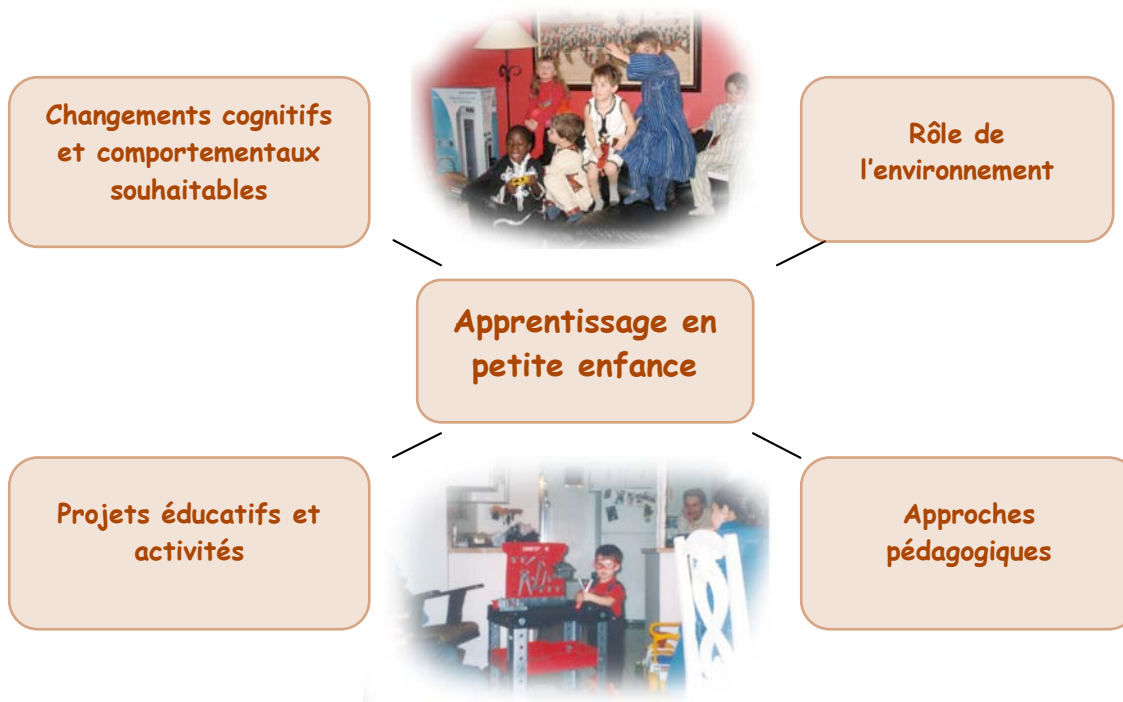 Changements cognitifs
et comportementaux
souhaitables
Rôle de
l’environnement
Apprentissage en
petite enfance
Projets éducatifs et
activités
Approches
pédagogiques